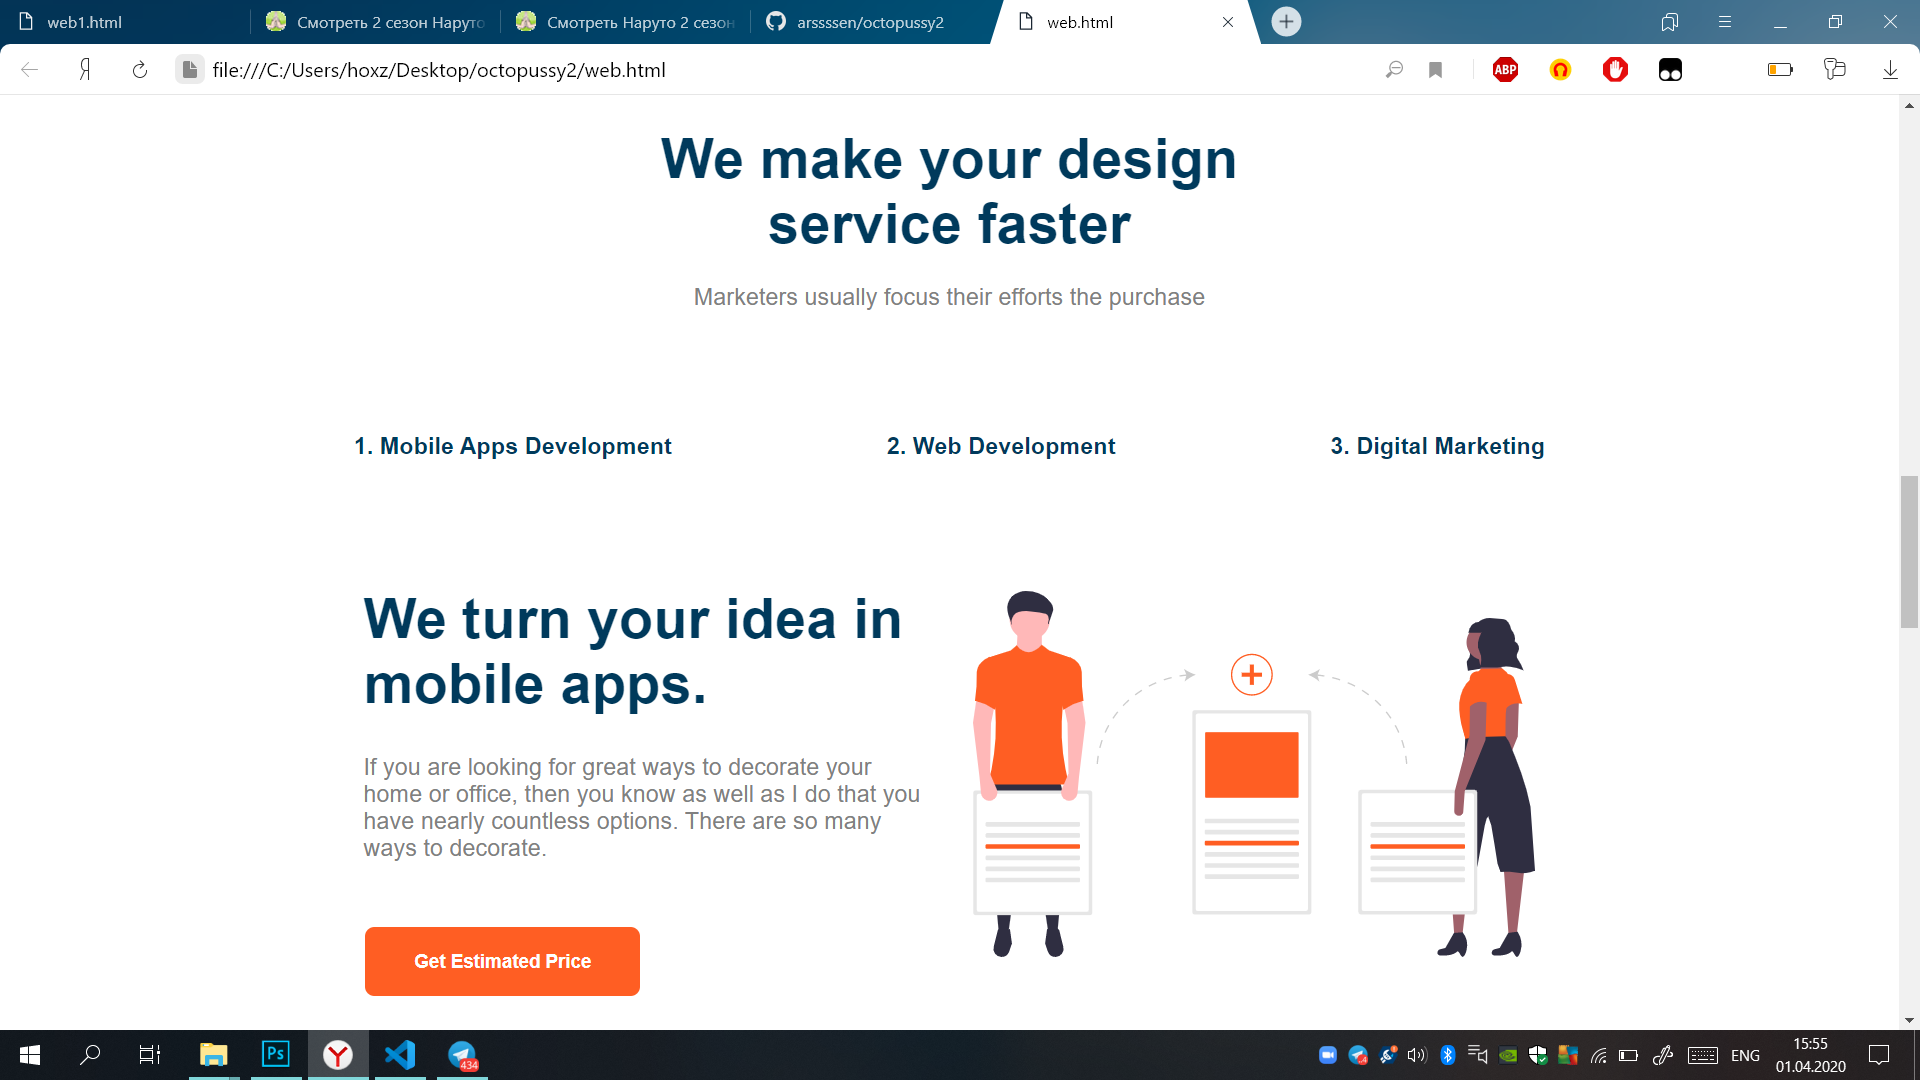 web1.html
Смотреть 2 сезон Наруто
Смотреть Наруто 2 сезон
arssssen/octopussy2
web.html
file:///C:/Users/hoxz/Desktop/octopussy2/web.html
ABP
We make your design
service faster
Marketers usually focus their efforts the purchase
1. Mobile Apps Development
2. Web Development
3. Digital Marketing
We turn your idea in
mobile apps.
If you are looking for great ways to decorate your
home or office, then you know as well as I do that you
have nearly countless options. There are so many
ways to decorate.
Get Estimated Price
Ps
434
ENG
15:55
01.04.2020